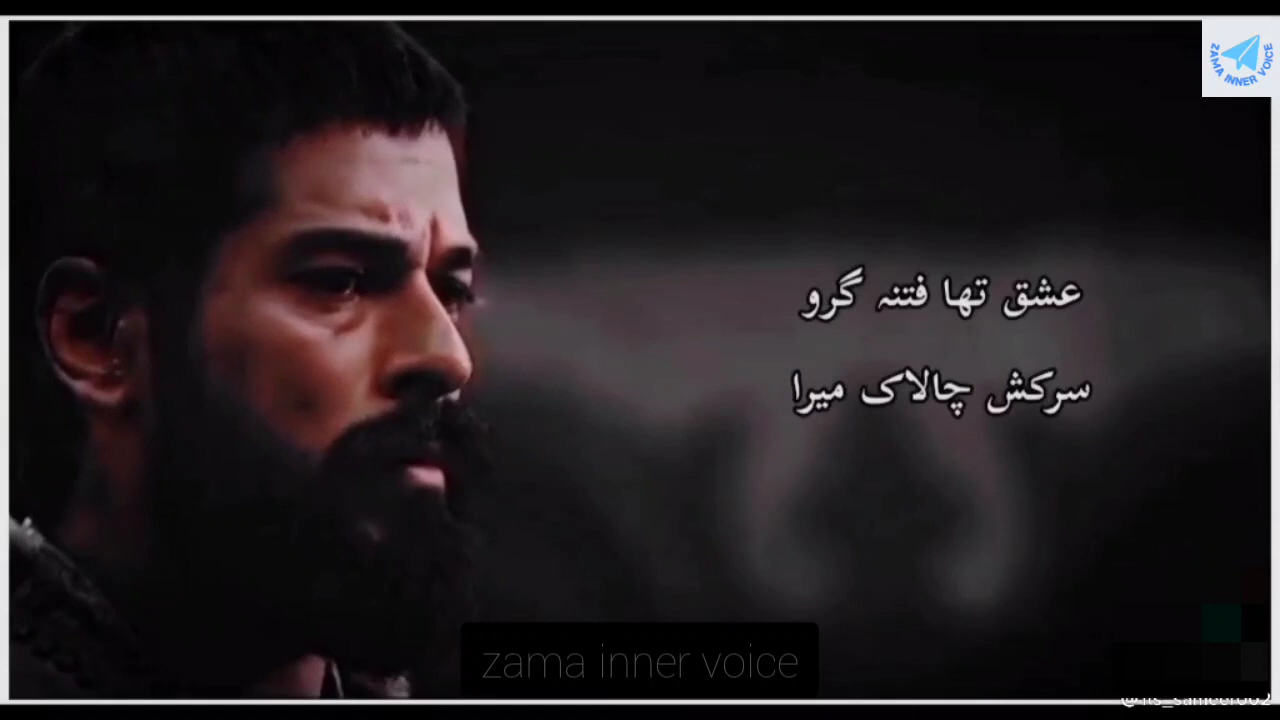 ZAMA INNER VOICE
عشق تھا فتنہ گرو
سرکش چالاک میرا
zama inner voice